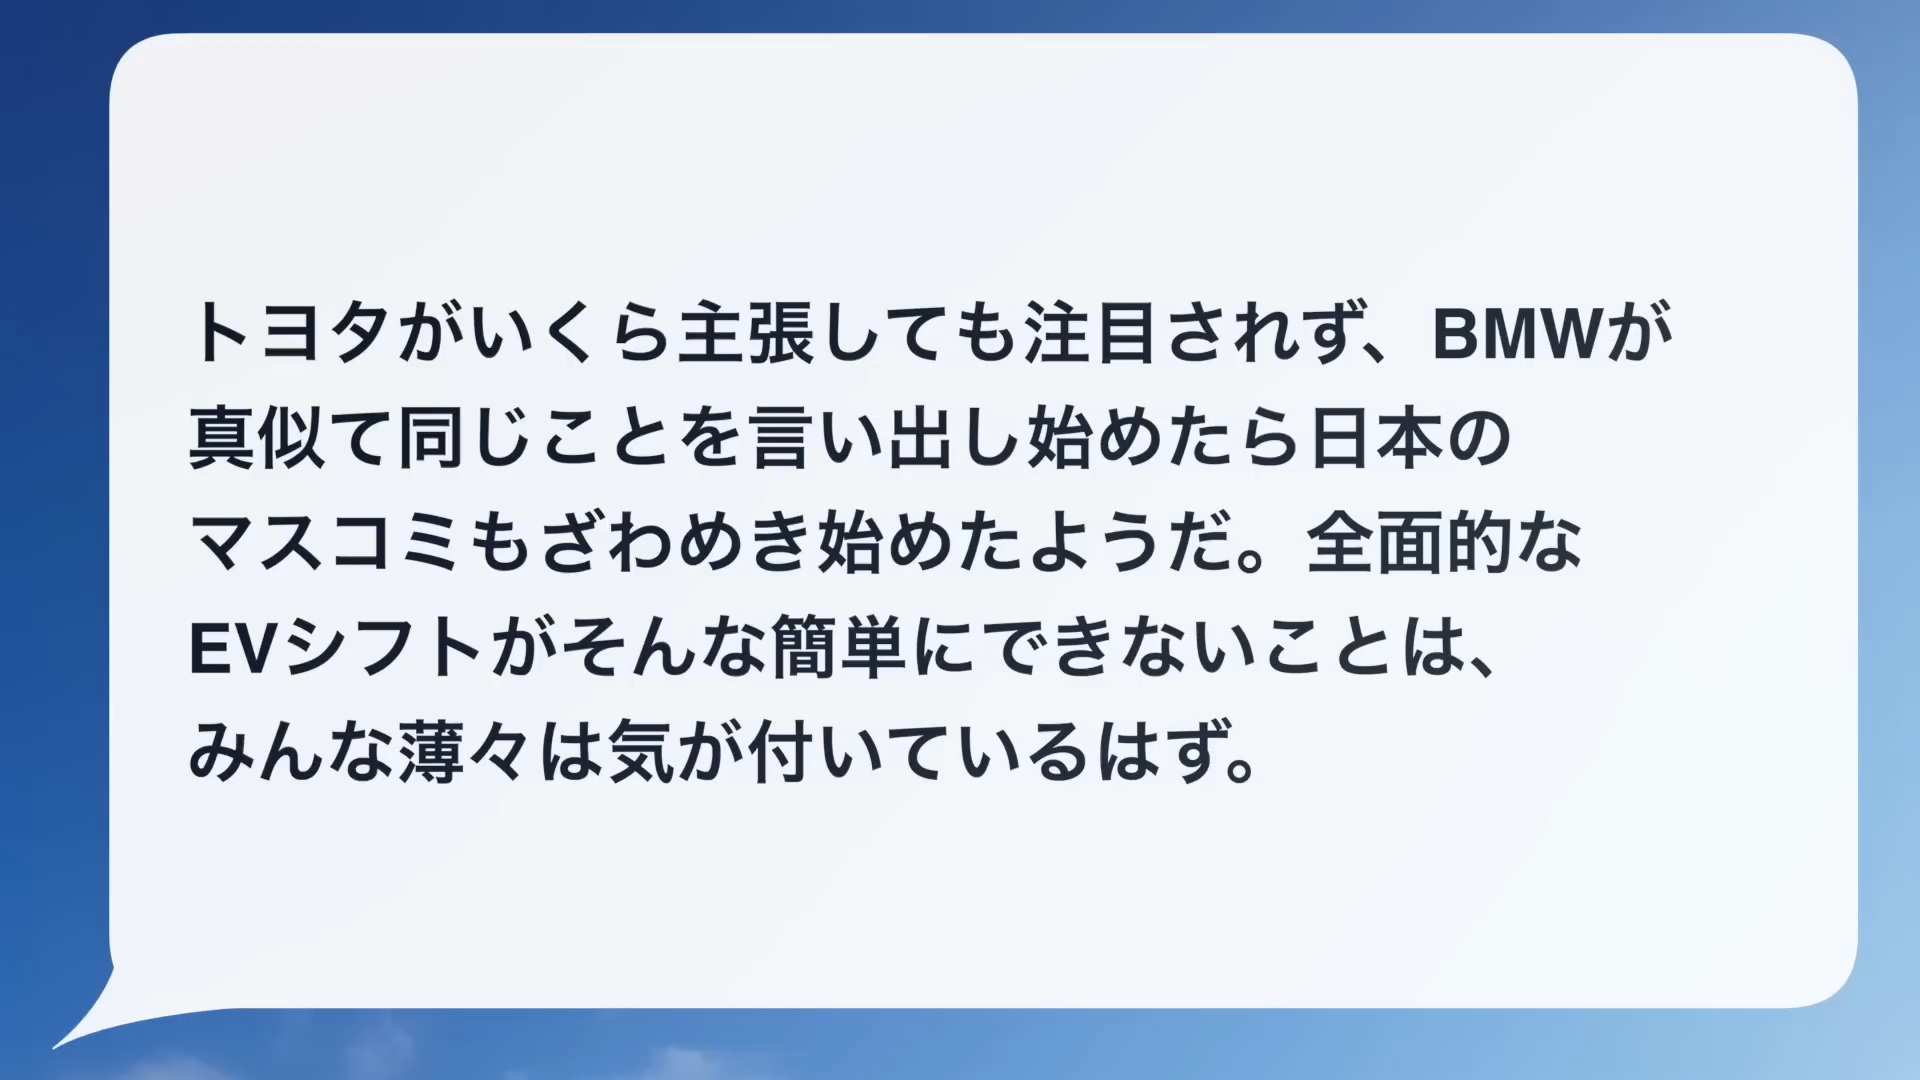 トヨタがいくら主張しても注目されず、BMWが
真似て同じことを言い出し始めたら日本の
マスコミもざわめき始めたようだ。全面的な
EVシフトがそんな簡単にできないことは、
みんな薄々は気が付いているはず。